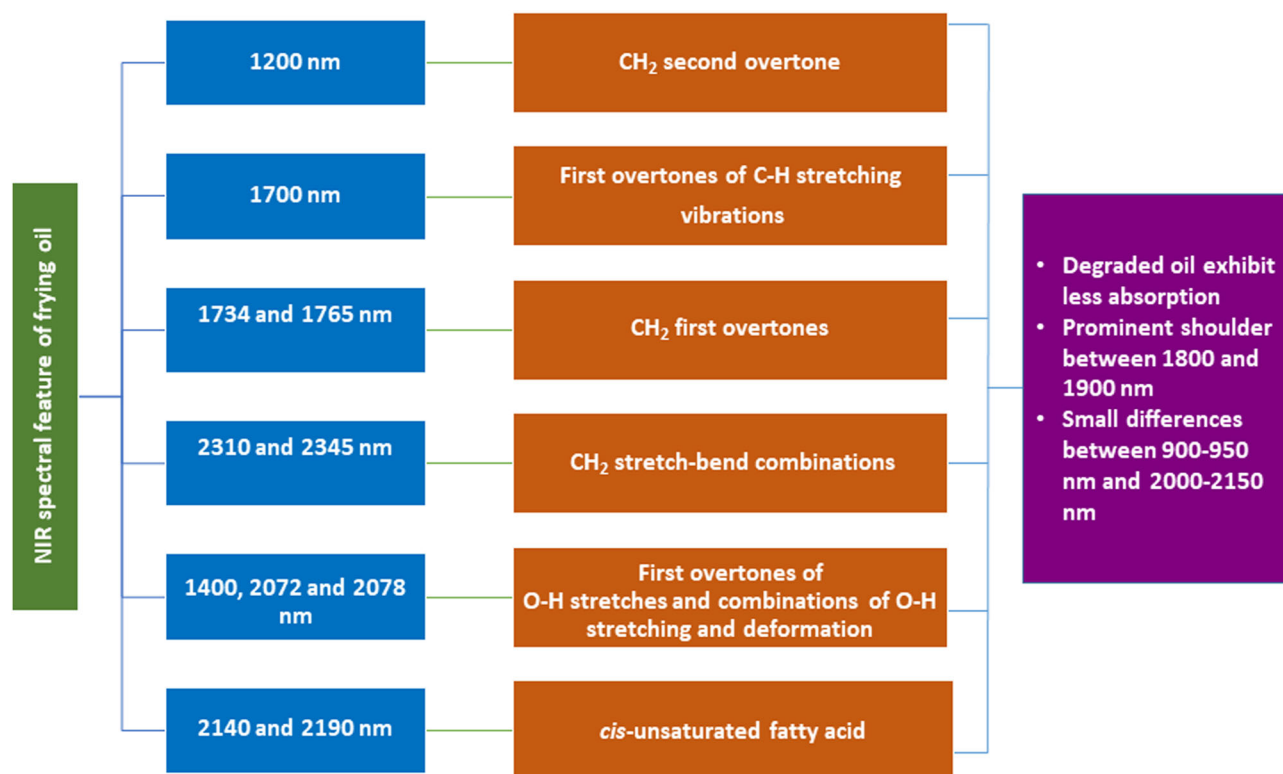 NIR spectral feature of frying oil
1200 nm
CH₂ second overtone
1700 nm
First overtones of C-H stretching
vibrations
1734 and 1765 nm
CH₂ first overtones
2310 and 2345 nm
CH₂ stretch-bend combinations
1400, 2072 and 2078
nm
First overtones of
O-H stretches and combinations of O-H
stretching and deformation
2140 and 2190 nm
cis-unsaturated fatty acid
• Degraded oil exhibit
less absorption
• Prominent shoulder
between 1800 and
1900 nm
• Small differences
between 900-950
nm and 2000-2150
nm